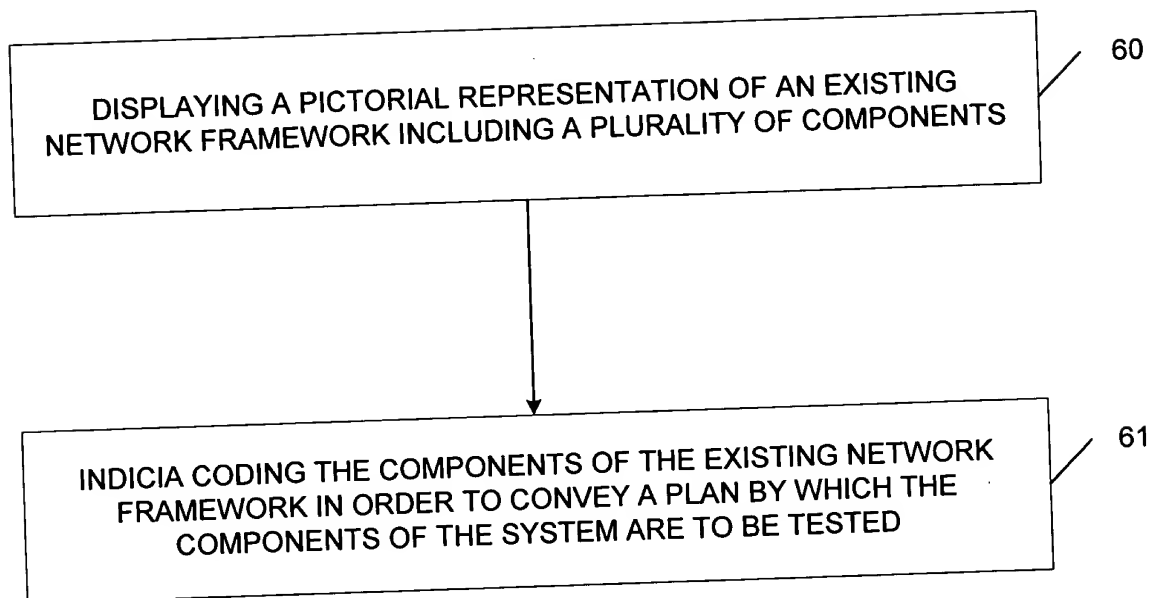 DISPLAYING A PICTORIAL REPRESENTATION OF AN EXISTING
NETWORK FRAMEWORK INCLUDING A PLURALITY OF COMPONENTS
60
INDICIA CODING THE COMPONENTS OF THE EXISTING NETWORK
FRAMEWORK IN ORDER TO CONVEY A PLAN BY WHICH THE
COMPONENTS OF THE SYSTEM ARE TO BE TESTED
61